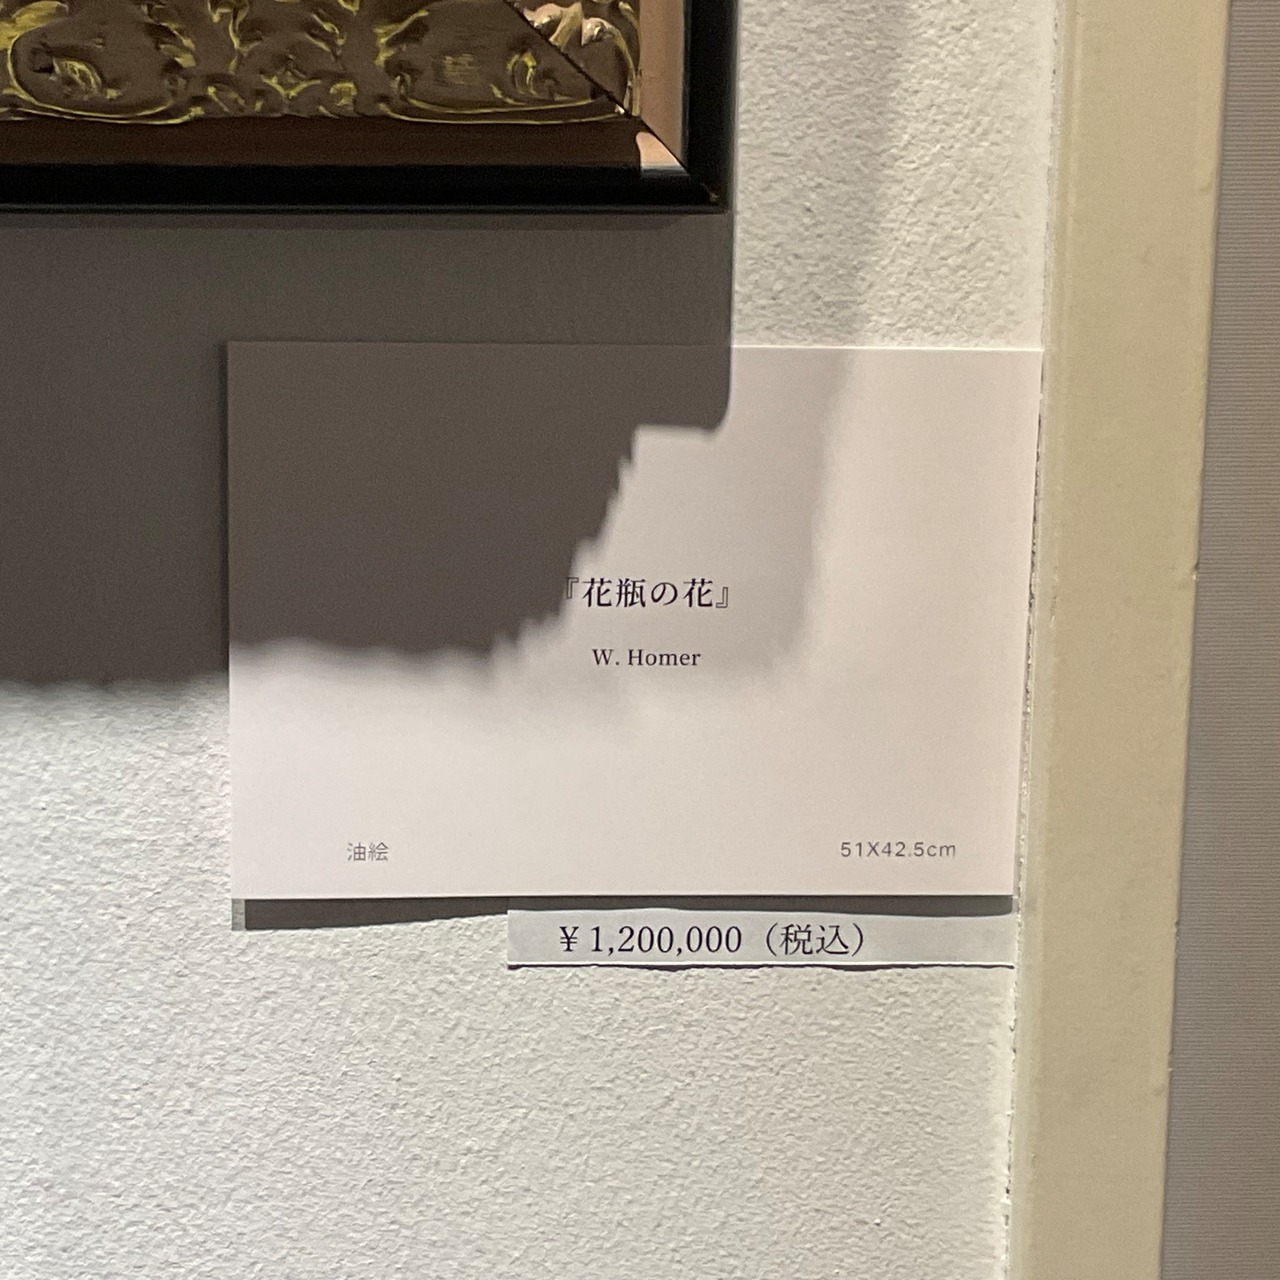 『花瓶の花』
W. Homer
油絵
51X42.5cm
¥1,200,000（税込）